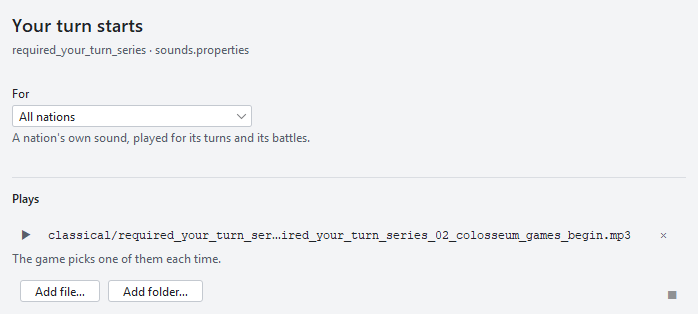 Your turn starts
required_your_turn_series · sounds.properties
For
All nations
A nation's own sound, played for its turns and its battles.
Plays
classical/required_your_turn_ser...ired_your_turn_series_02_colosseum_games_begin.mp3
The game picks one of them each time.
Add file...
Add folder...